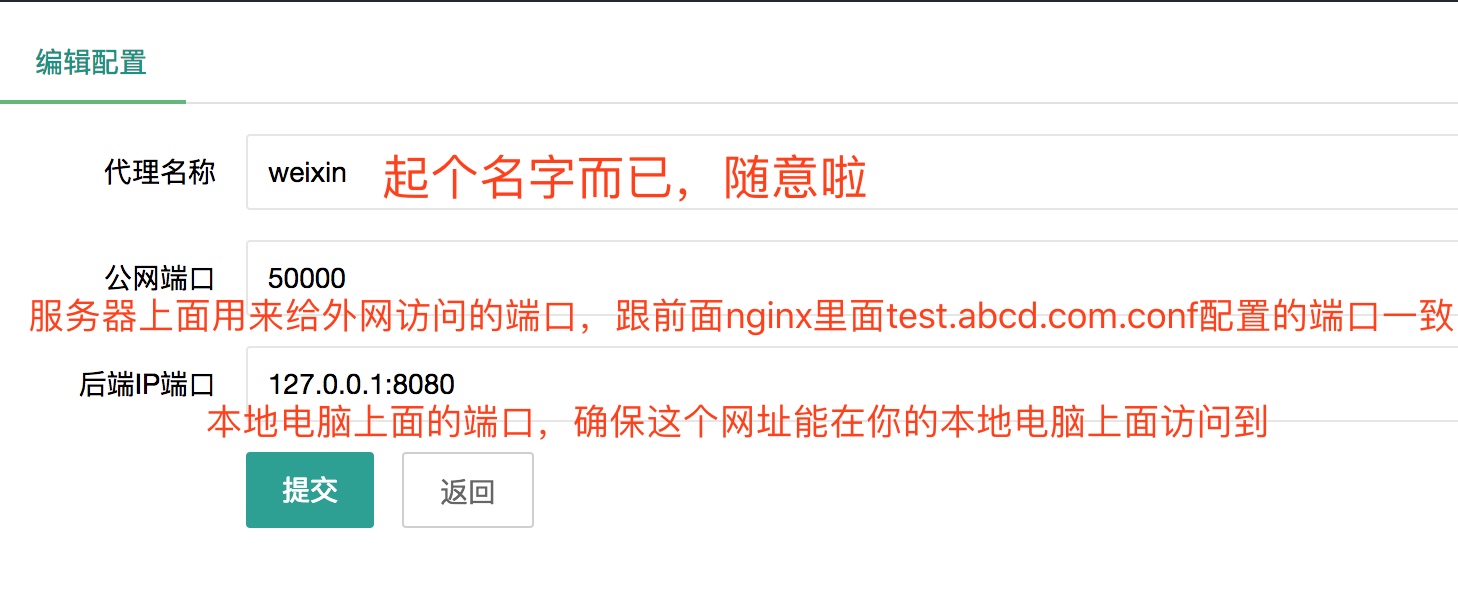 编辑配置
代理名称 weixin 起个名字而已，随意啦
公网端口 50000
服务器上面用来给外网访问的端口，跟前面nginx里面test.abcd.com.conf配置的端口一致
后端IP端口 127.0.0.1:8080
本地电脑上面的端口，确保这个网址能在你的本地电脑上面访问到
提交 返回